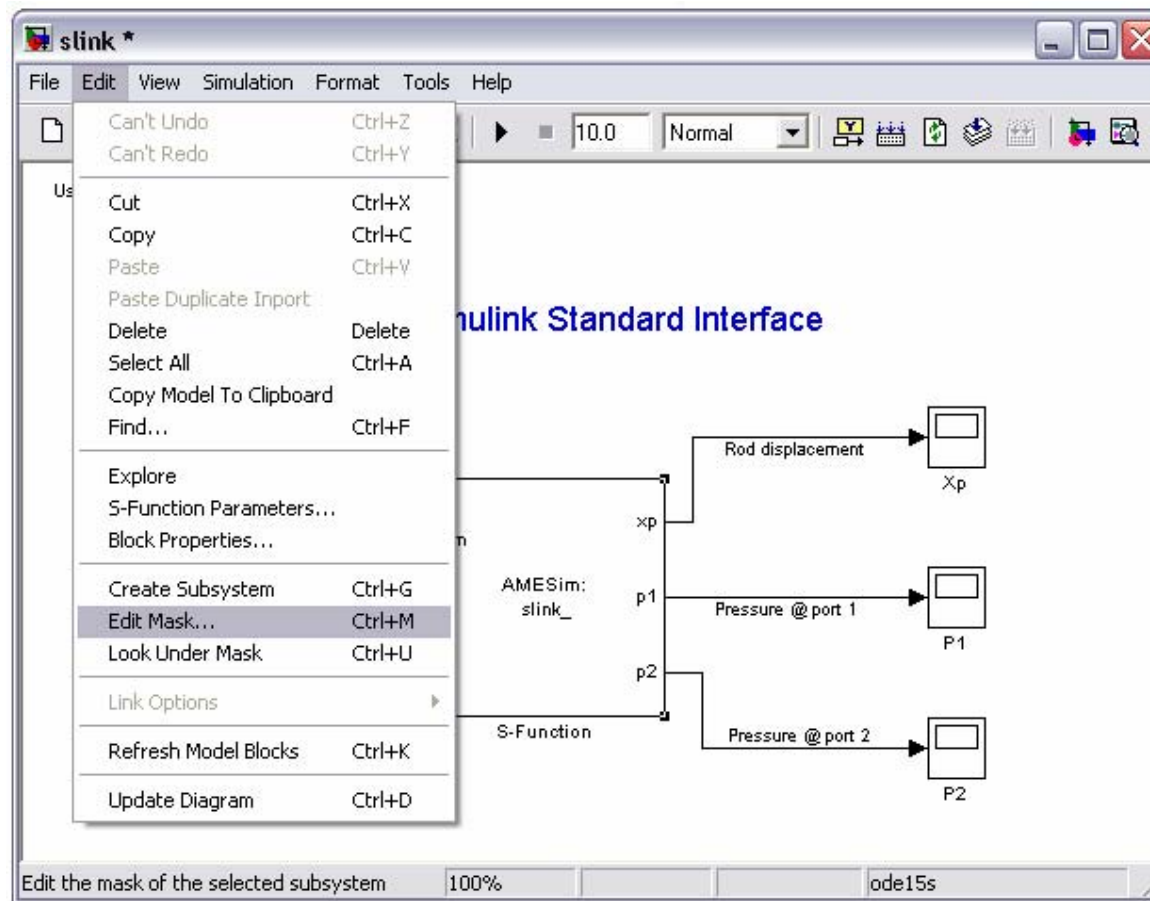 slink *
File Edit View Simulation Format Tools Help
10.0 Normal
Can't Undo Ctrl+Z
Can't Redo Ctrl+Y
Cut Ctrl+X
Copy Ctrl+C
Paste Ctrl+V
Paste Duplicate Inport
Delete Delete
Select All Ctrl+A
Copy Model To Clipboard
Find... Ctrl+F
Explore
S-Function Parameters...
Block Properties...
Create Subsystem Ctrl+G
Edit Mask... Ctrl+M
Look Under Mask Ctrl+U
Link Options
Refresh Model Blocks Ctrl+K
Update Diagram Ctrl+D
Us
mulink Standard Interface
Rod displacement
Xp
xp
AMESim:
slink_
p1
Pressure @ port 1
P1
p2
S-Function
Pressure @ port 2
P2
Edit the mask of the selected subsystem 100% ode15s